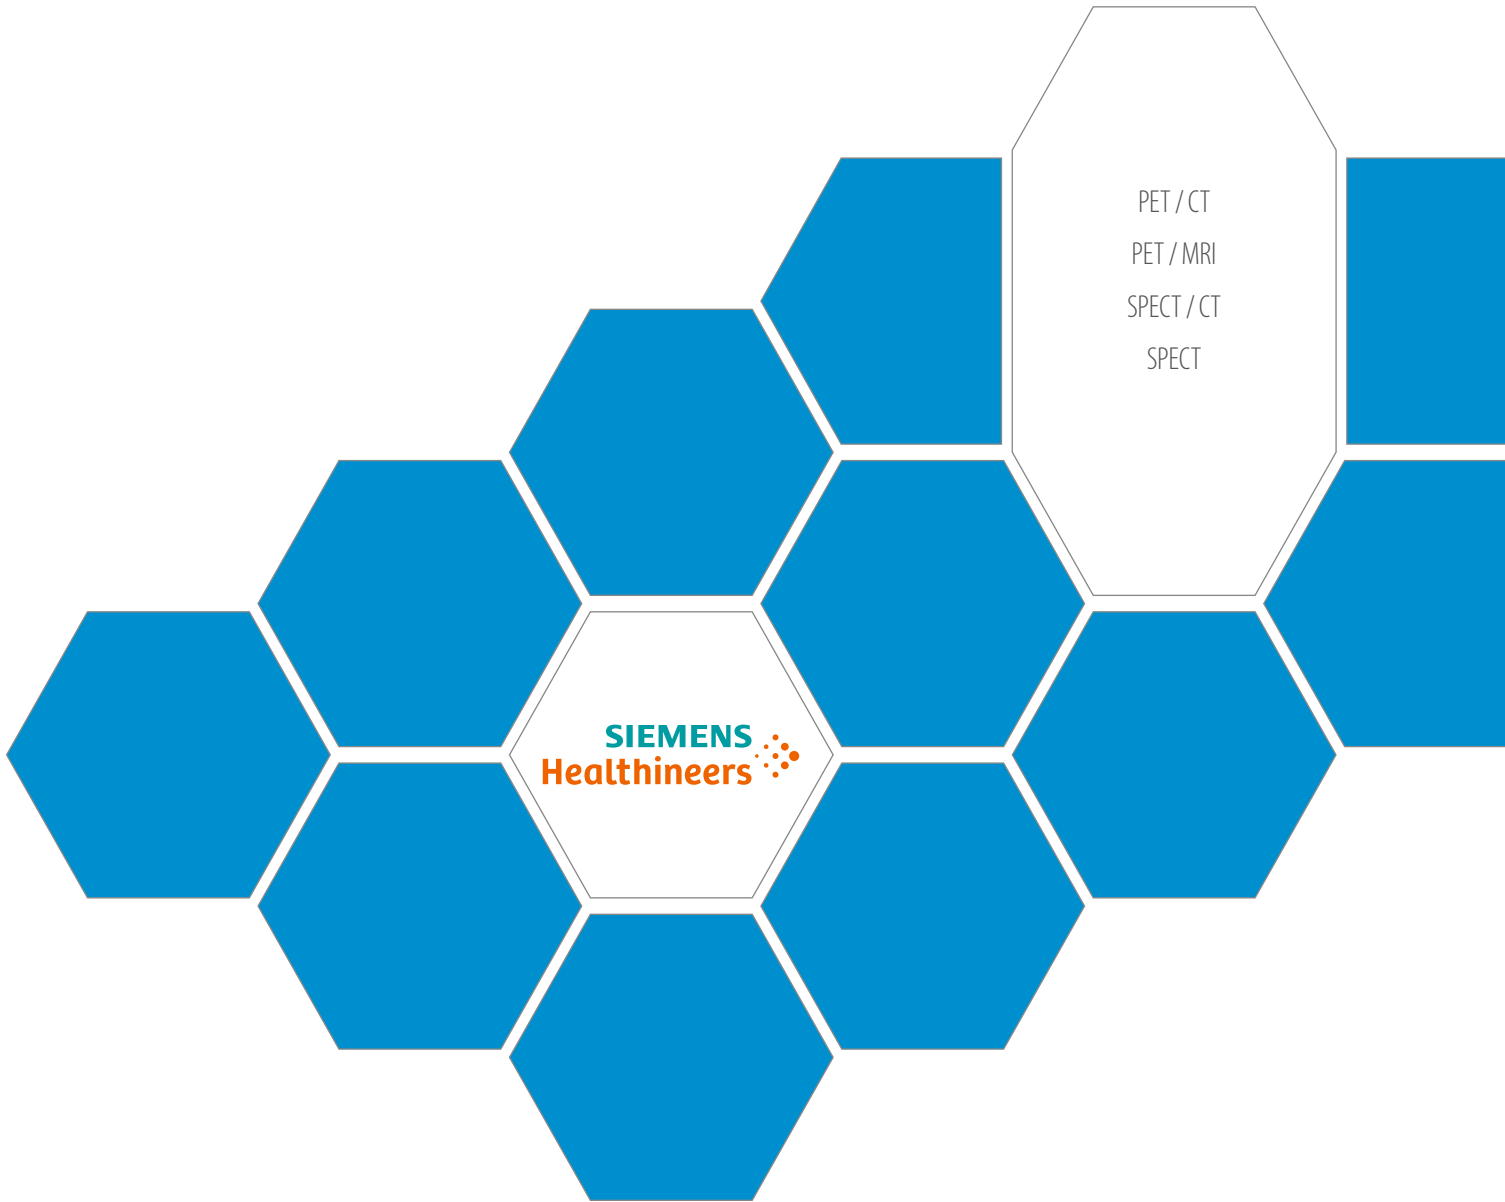 PET / CT
PET / MRI
SPECT / CT
SPECT
SIEMENS
Healthineers